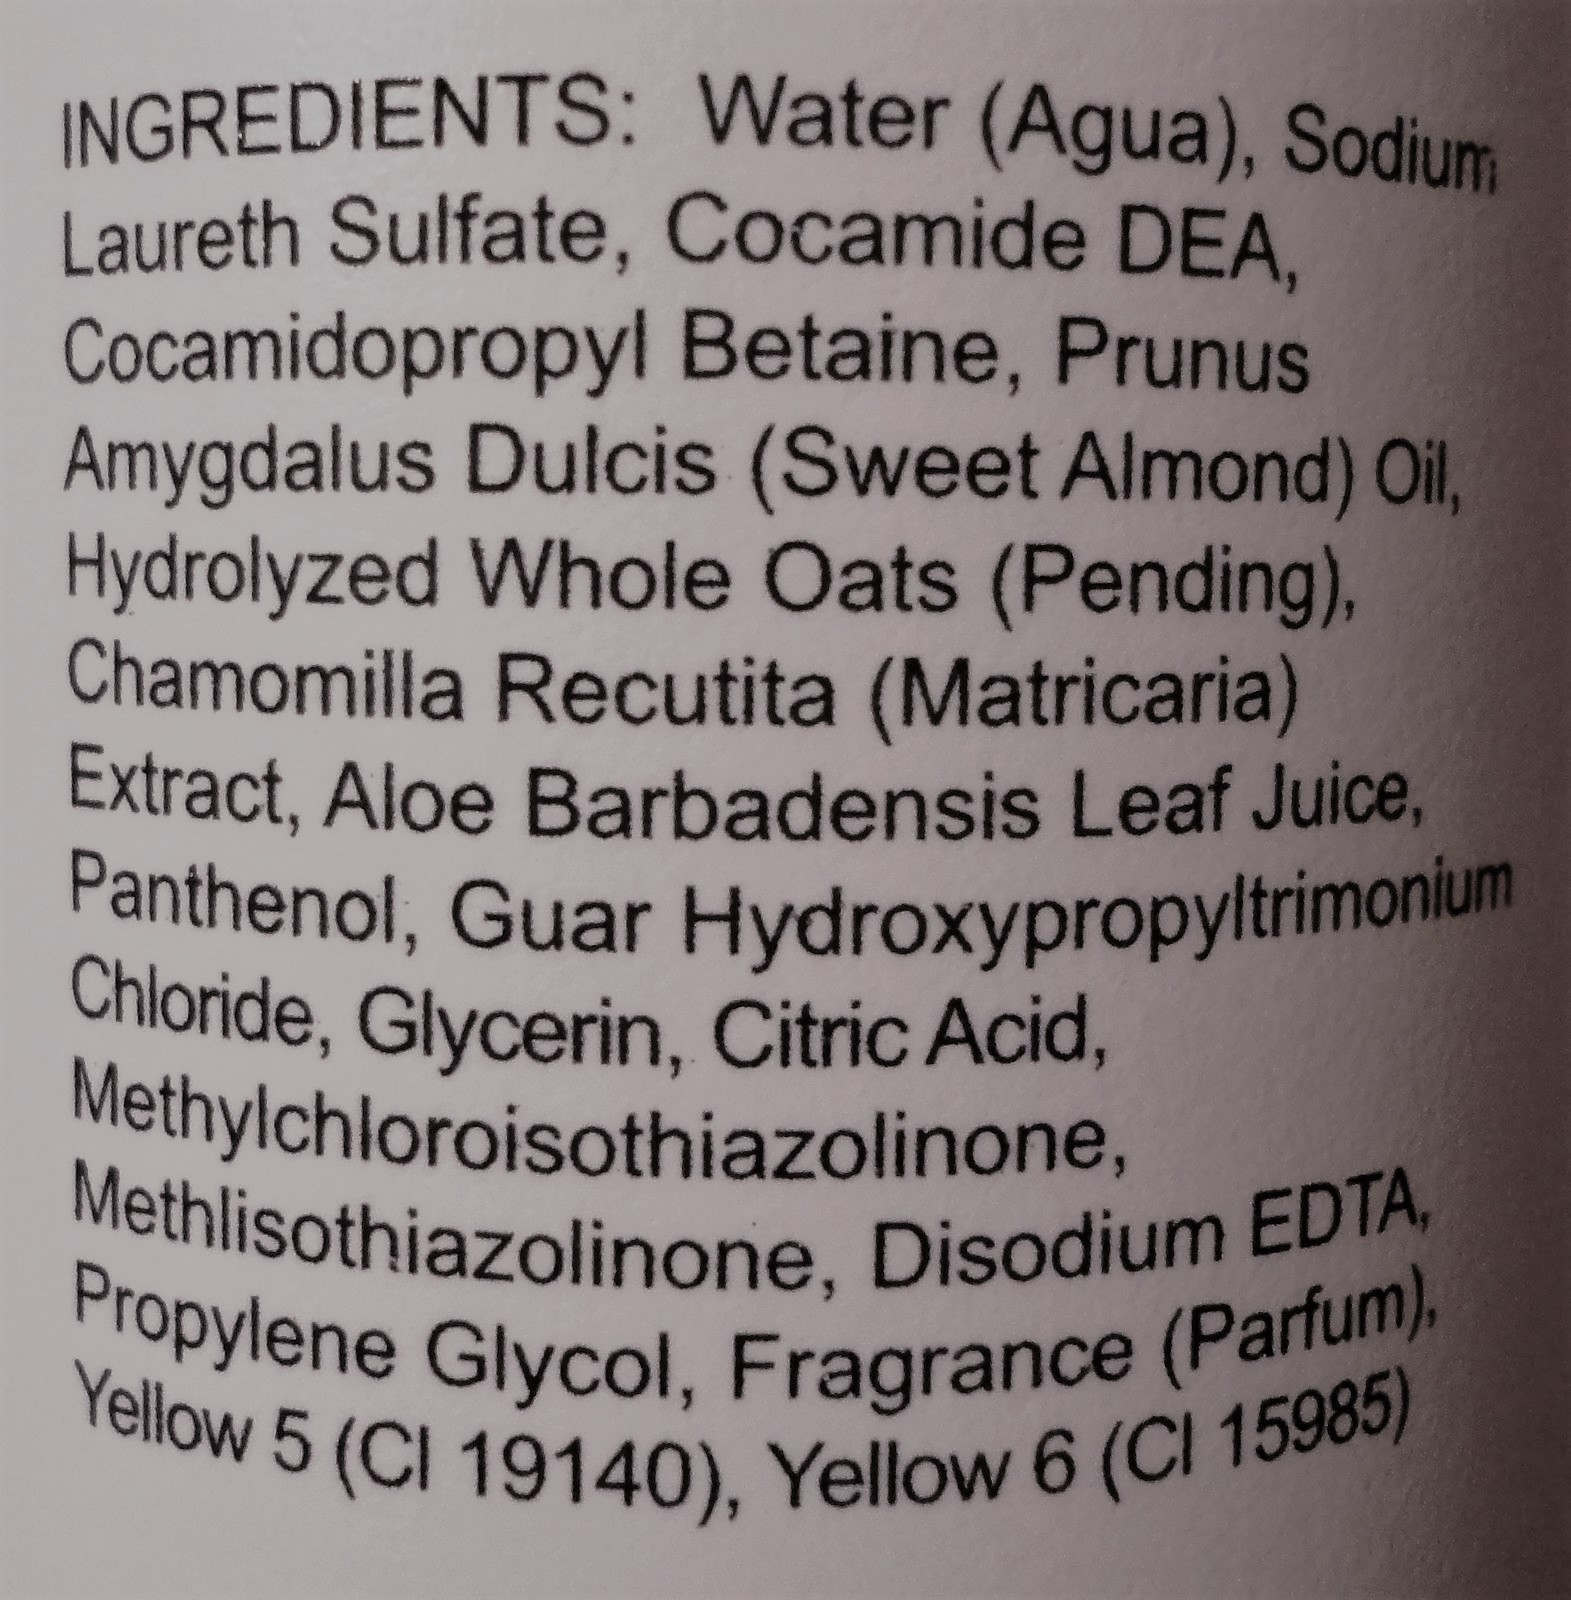 INGREDIENTS: Water (Agua), Sodium
Laureth Sulfate, Cocamide DEA,
Cocamidopropyl Betaine, Prunus
Amygdalus Dulcis (Sweet Almond) Oil,
Hydrolyzed Whole Oats (Pending),
Chamomilla Recutita (Matricaria)
Extract, Aloe Barbadensis Leaf Juice,
Panthenol, Guar Hydroxypropyltrimonium
Chloride, Glycerin, Citric Acid,
Methylchloroisothiazolinone,
Methlisothiazolinone, Disodium EDTA,
Propylene Glycol, Fragrance (Parfum),
Yellow 5 (CI 19140), Yellow 6 (CI 15985)